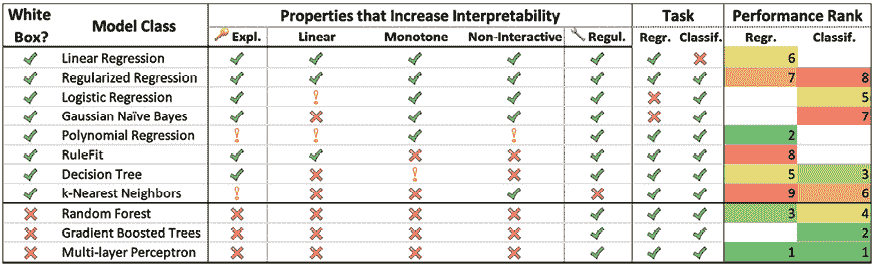 White Box? Model Class Properties that Increase Interpretability Task Performance Rank
Expl. Linear Monotone Non-Interactive Regul. Regr. Classif. Regr. Classif.
Linear Regression 6
Regularized Regression 7 8
Logistic Regression 5
Gaussian Naïve Bayes 7
Polynomial Regression 2
RuleFit 8
Decision Tree 5 3
k-Nearest Neighbors 9 6
Random Forest 3 4
Gradient Boosted Trees 2
Multi-layer Perceptron 1 1